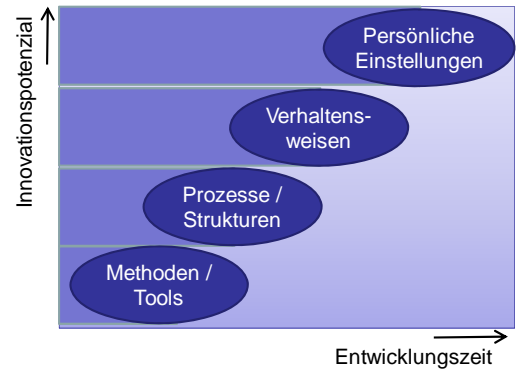 Innovationspotenzial
Persönliche
Einstellungen
Verhaltens-
weisen
Prozesse /
Strukturen
Methoden /
Tools
Entwicklungszeit